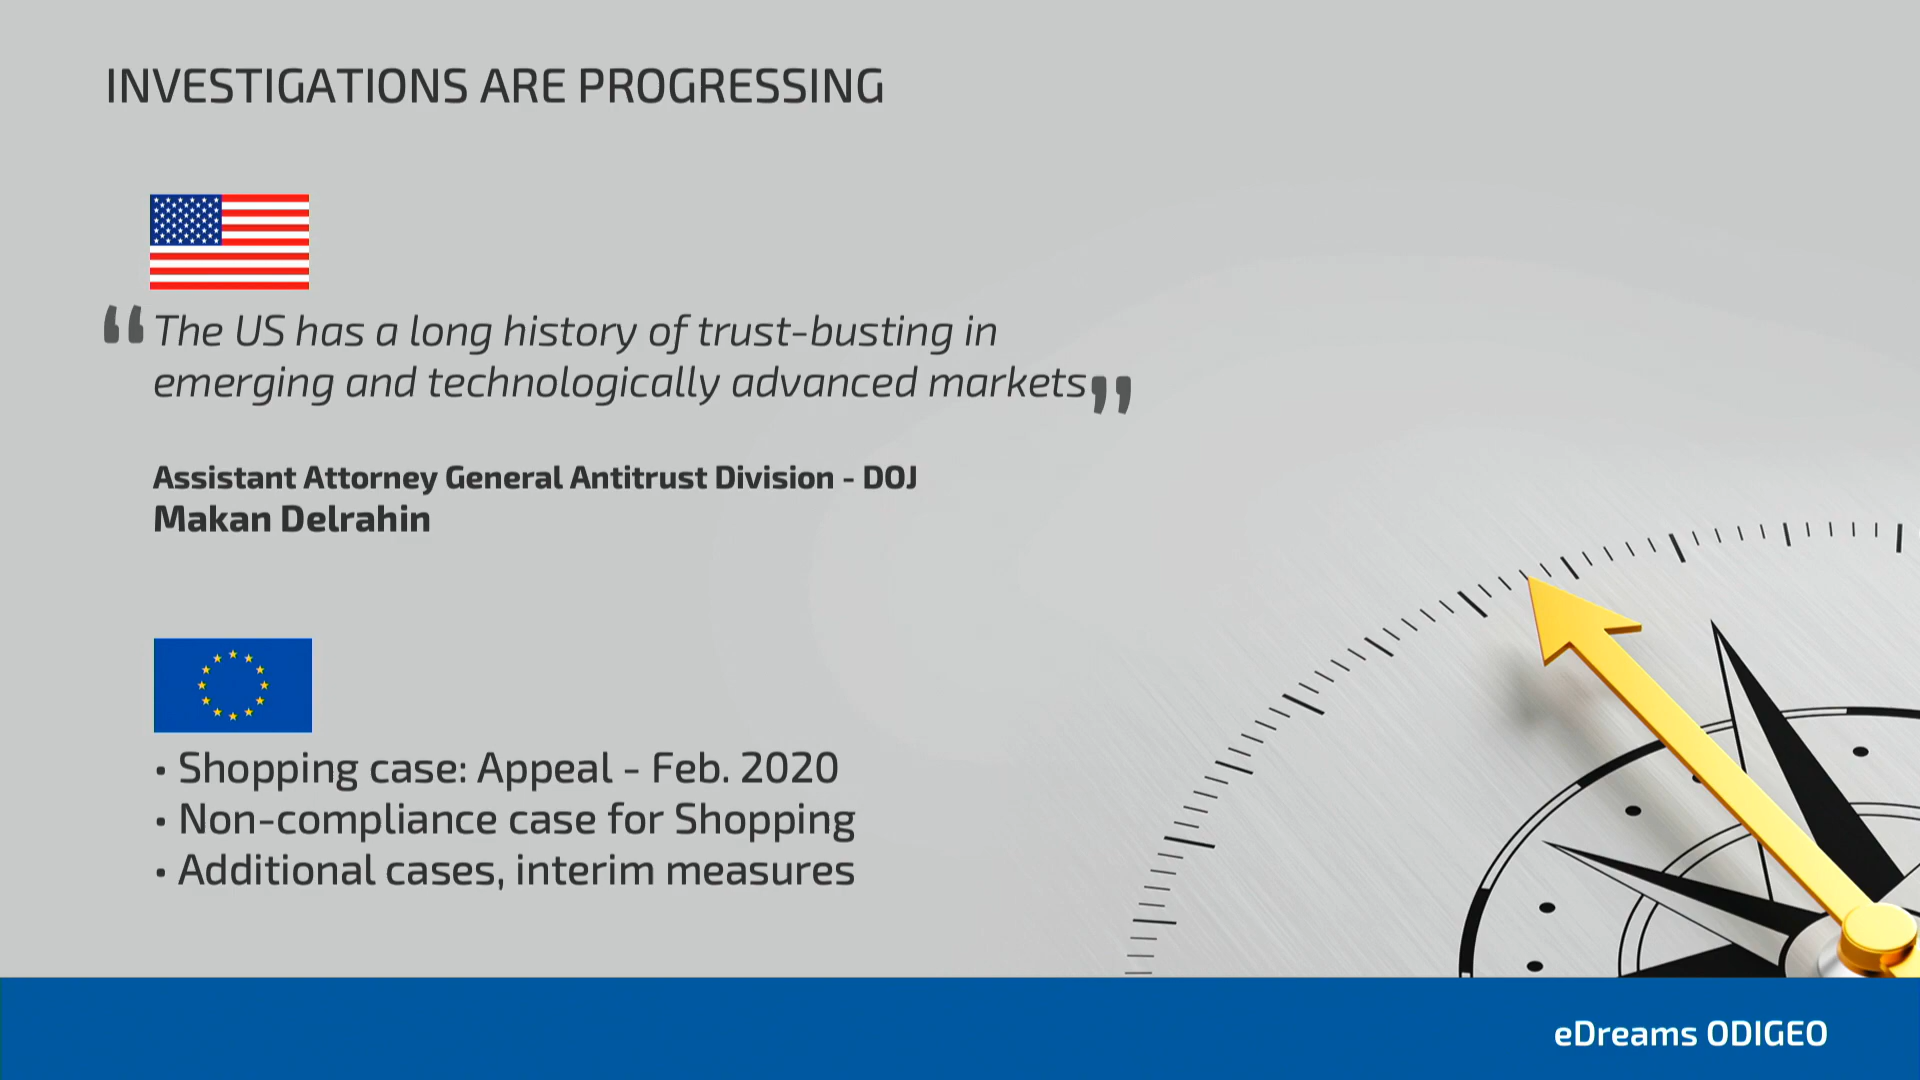 INVESTIGATIONS ARE PROGRESSING
“The US has a long history of trust-busting in
emerging and technologically advanced markets”
Assistant Attorney General Antitrust Division - DOJ
Makan Delrahin
• Shopping case: Appeal - Feb. 2020
• Non-compliance case for Shopping
• Additional cases, interim measures
eDreams ODIGEO